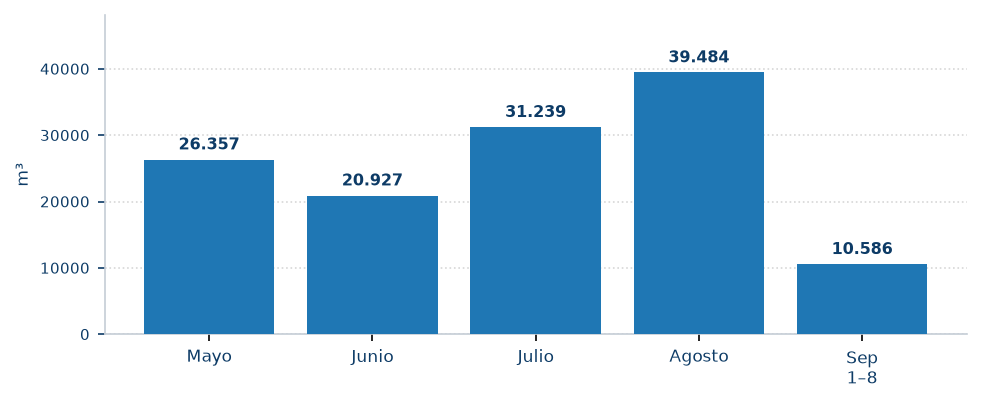 39.484
40000
31.239
30000
26.357
20.927
m³
20000
10.586
10000
0
Mayo
Junio
Julio
Agosto
Sep
1–8